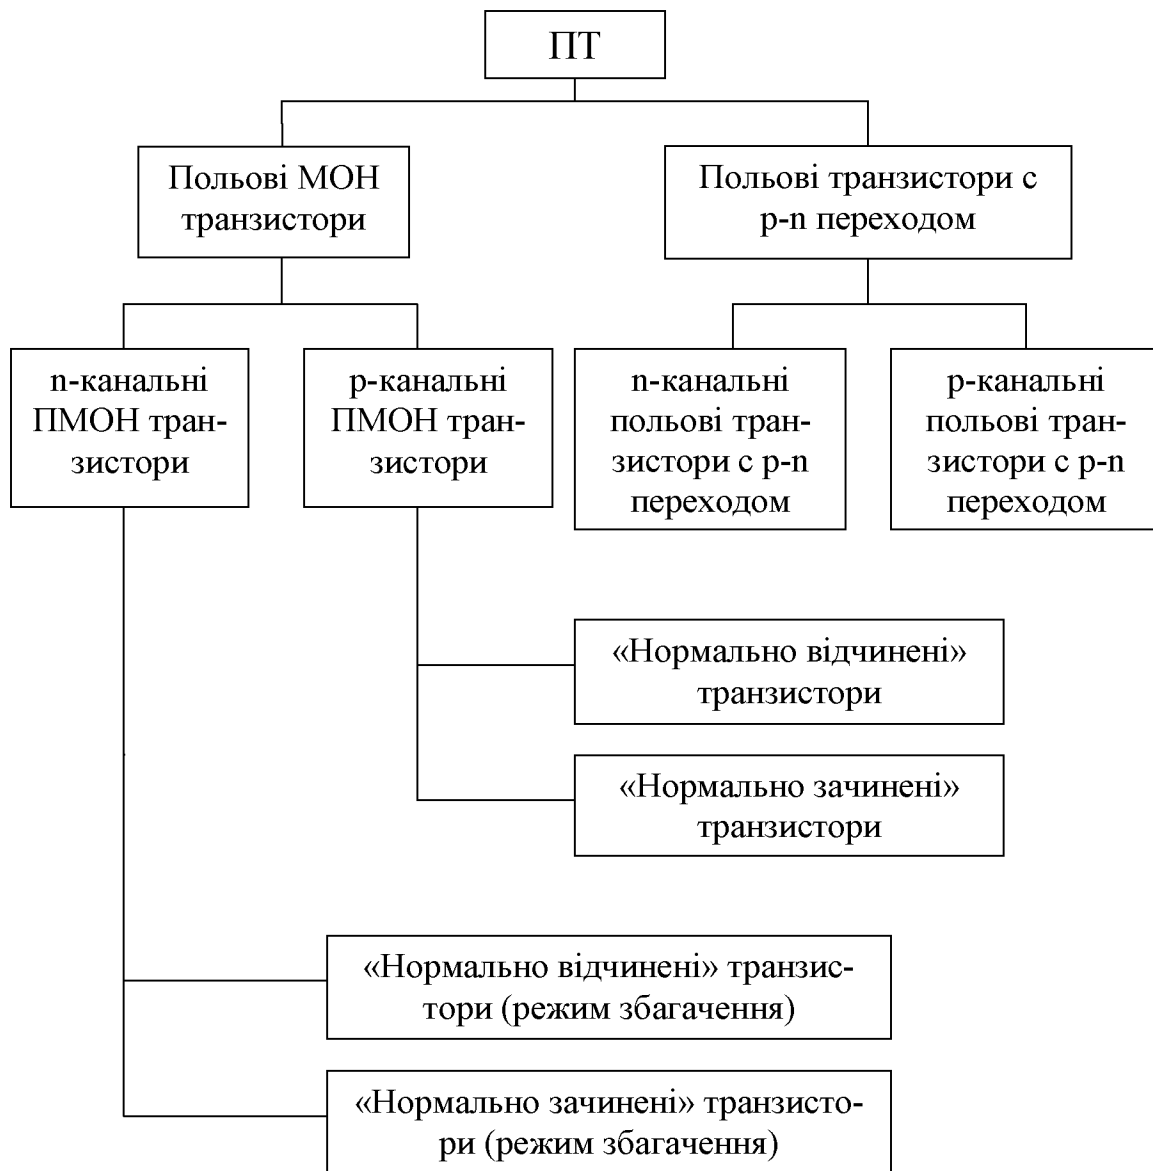 ПТ
Польові МОН
транзистори
Польові транзистори с
p-n переходом
n-канальні
ПМОН тран-
зистори
p-канальні
ПМОН тран-
зистори
n-канальні
польові тран-
зистори с p-n
переходом
p-канальні
польові тран-
зистори с p-n
переходом
«Нормально відчинені»
транзистори
«Нормально зачинені»
транзистори
«Нормально відчинені» транзис-
тори (режим збагачення)
«Нормально зачинені» транзисто-
ри (режим збагачення)